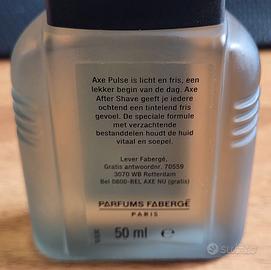 Axe Pulse is licht en fris, een
lekker begin van de dag. Axe
After Shave geeft je iedere
ochtend een tintelend fris
gevoel. De speciale formule
met verzachtende
bestanddelen houdt de huid
vitaal en soepel.
Lever Fabergé,
Gratis antwoordnr. 70559
3070 WB Rotterdam
Bel 0800-BEL AXE NU (gratis)
PARFUMS FABERGÉ
PARIS
50 ml ℮
SUBITO